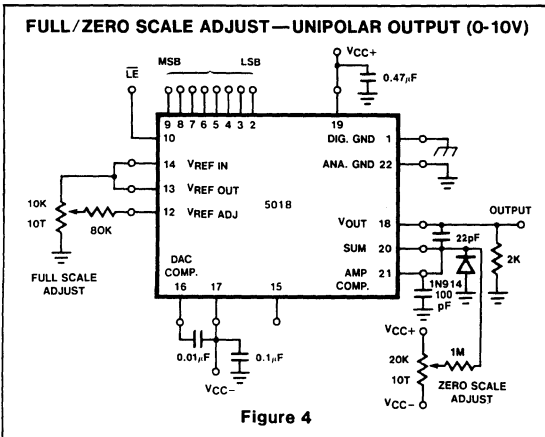 FULL/ZERO SCALE ADJUST—UNIPOLAR OUTPUT (0-10V)
VCC+
MSB LSB
LE
0.47μF
9 8 7 6 5 4 3 2
19
10
DIG. GND 1
14 VREF IN
ANA. GND 22
13 VREF OUT
10K
10T
80K
12 VREF ADJ
5018
OUTPUT
VOUT 18
22pF
SUM 20
2K
FULL SCALE
ADJUST
DAC
COMP.
AMP
COMP.
21
1N914
100
pF
16 17 15
0.01μF
0.1μF
VCC-
VCC+
20K
10T
1M
ZERO SCALE
ADJUST
VCC-
Figure 4